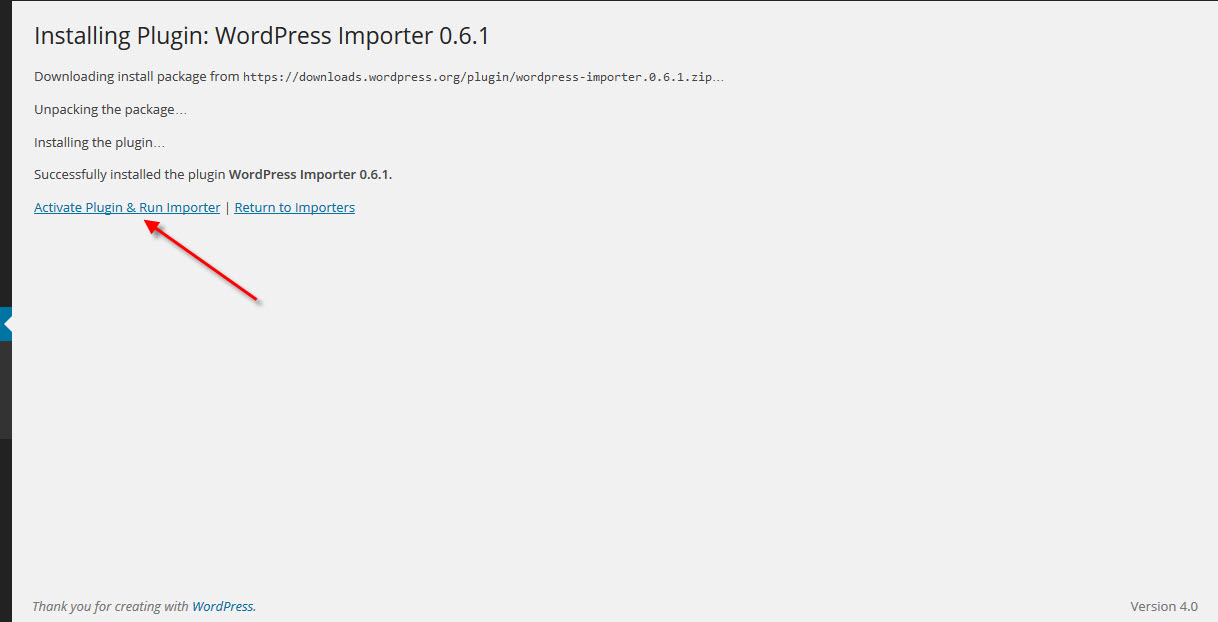 Installing Plugin: WordPress Importer 0.6.1
Downloading install package from https://downloads.wordpress.org/plugin/wordpress-importer.0.6.1.zip…
Unpacking the package…
Installing the plugin…
Successfully installed the plugin WordPress Importer 0.6.1.
Activate Plugin & Run Importer | Return to Importers
Thank you for creating with WordPress. Version 4.0